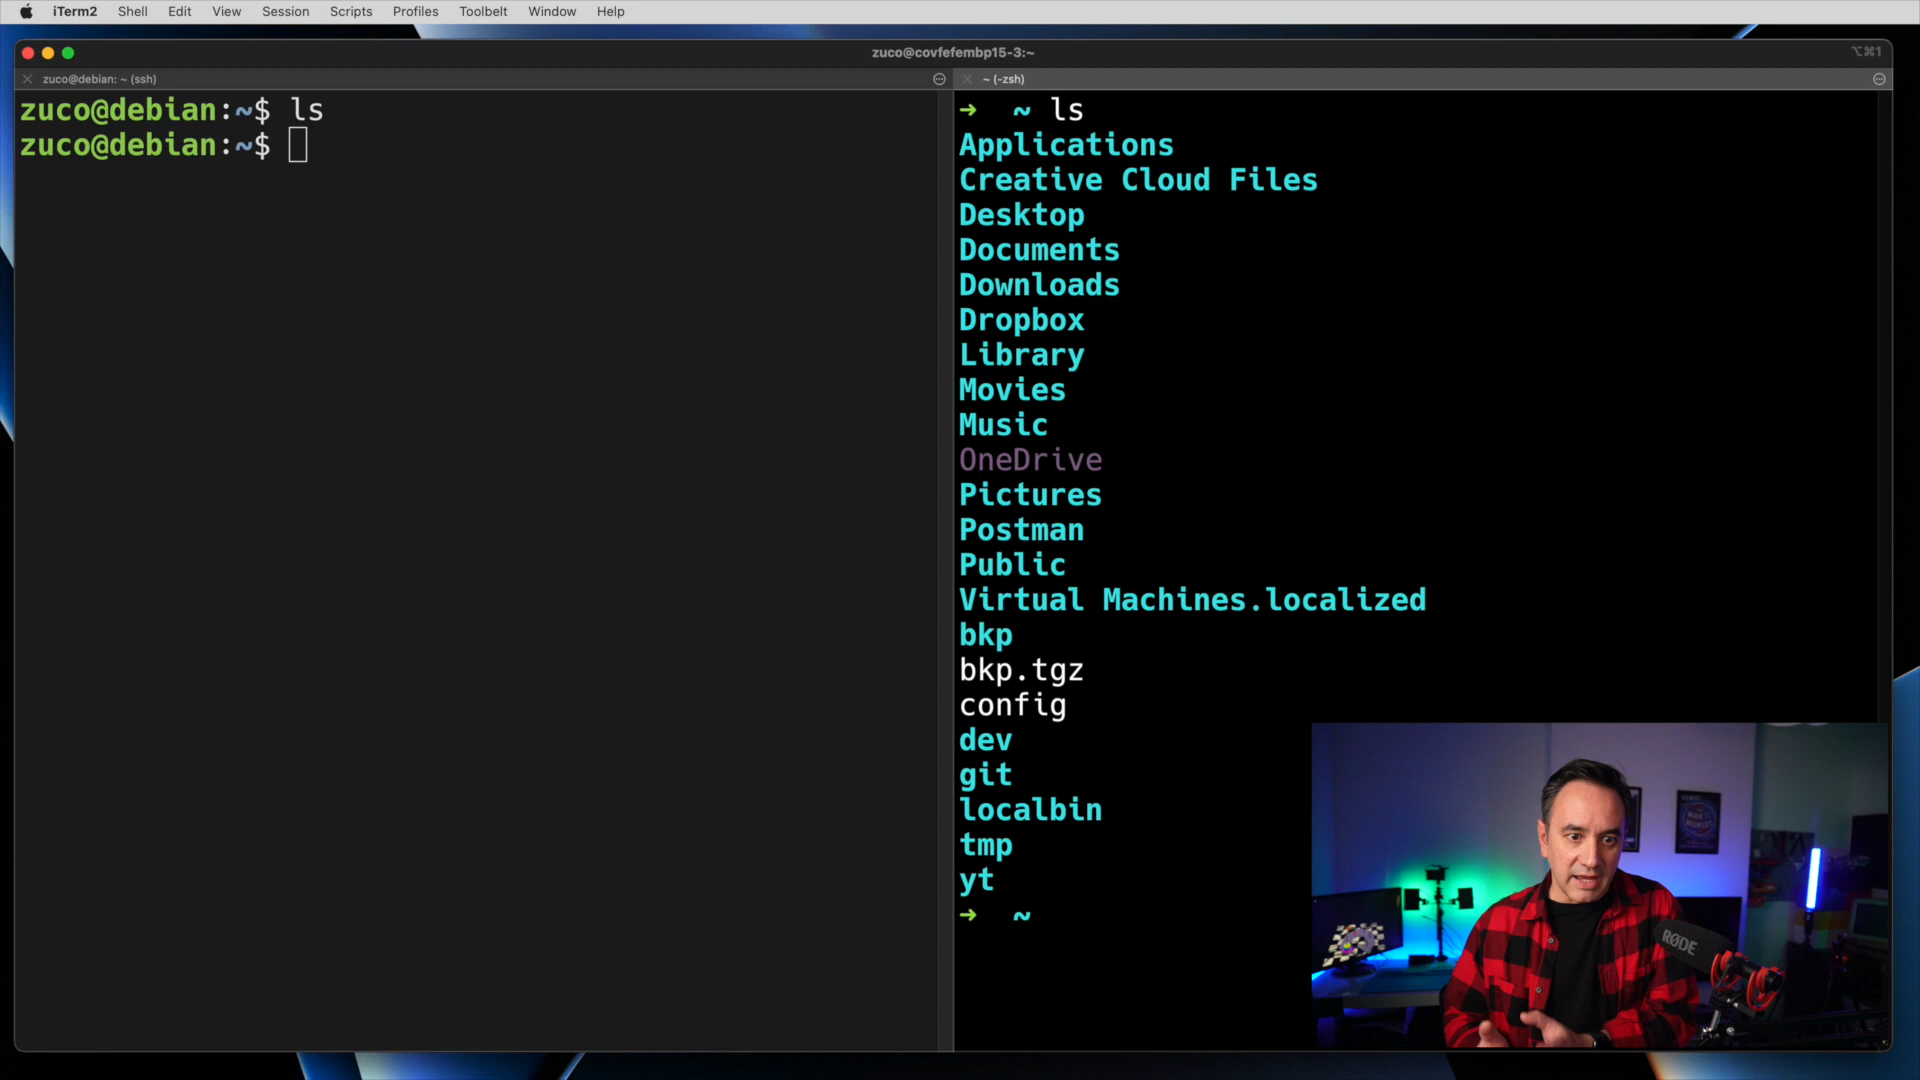 iTerm2 Shell Edit View Session Scripts Profiles Toolbelt Window Help
zuco@covfefembp15-3:~
⌥⌘1
zuco@debian: ~ (ssh)
zuco@debian:~$ ls
zuco@debian:~$
~ (-zsh)
➜ ~ ls
Applications
Creative Cloud Files
Desktop
Documents
Downloads
Dropbox
Library
Movies
Music
OneDrive
Pictures
Postman
Public
Virtual Machines.localized
bkp
bkp.tgz
config
dev
git
localbin
tmp
yt
➜ ~
RØDE